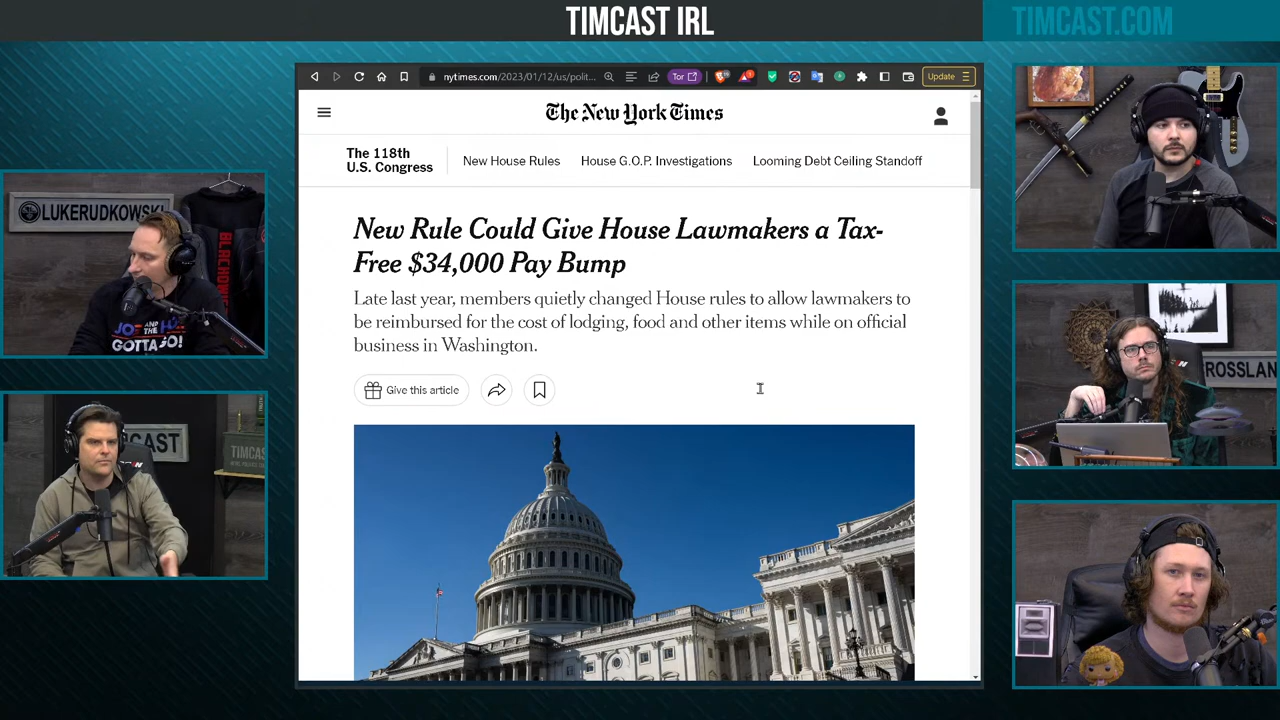 TIMCAST IRL
TIMCAST.COM
nytimes.com/2023/01/12/us/polit...
Tor
Update
The New York Times
The 118th
U.S. Congress
New House Rules
House G.O.P. Investigations
Looming Debt Ceiling Standoff
New Rule Could Give House Lawmakers a Tax-
Free $34,000 Pay Bump
Late last year, members quietly changed House rules to allow lawmakers to
be reimbursed for the cost of lodging, food and other items while on official
business in Washington.
Give this article
LUKERUDKOWSKI
AND THE
GOTTA GO!
TIMCAST
ROSSLAN